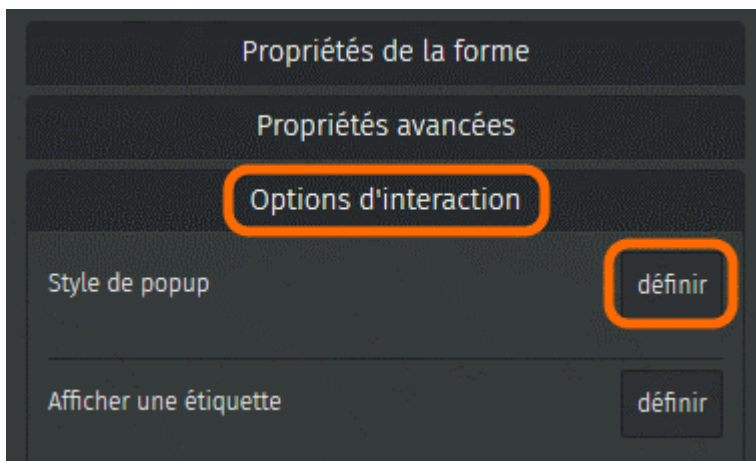 Propriétés de la forme
Propriétés avancées
Options d'interaction
Style de popup définir
Afficher une étiquette définir